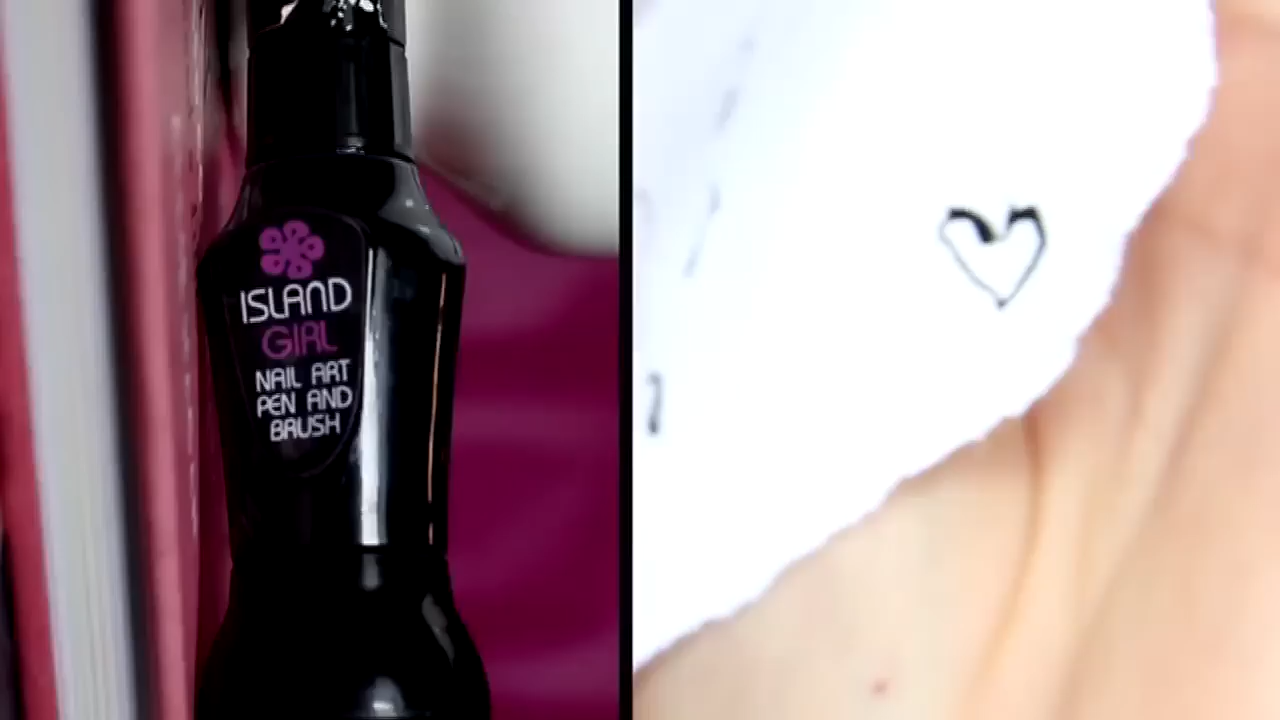 ISLAND
GIRL
NAIL ART
PEN AND
BRUSH